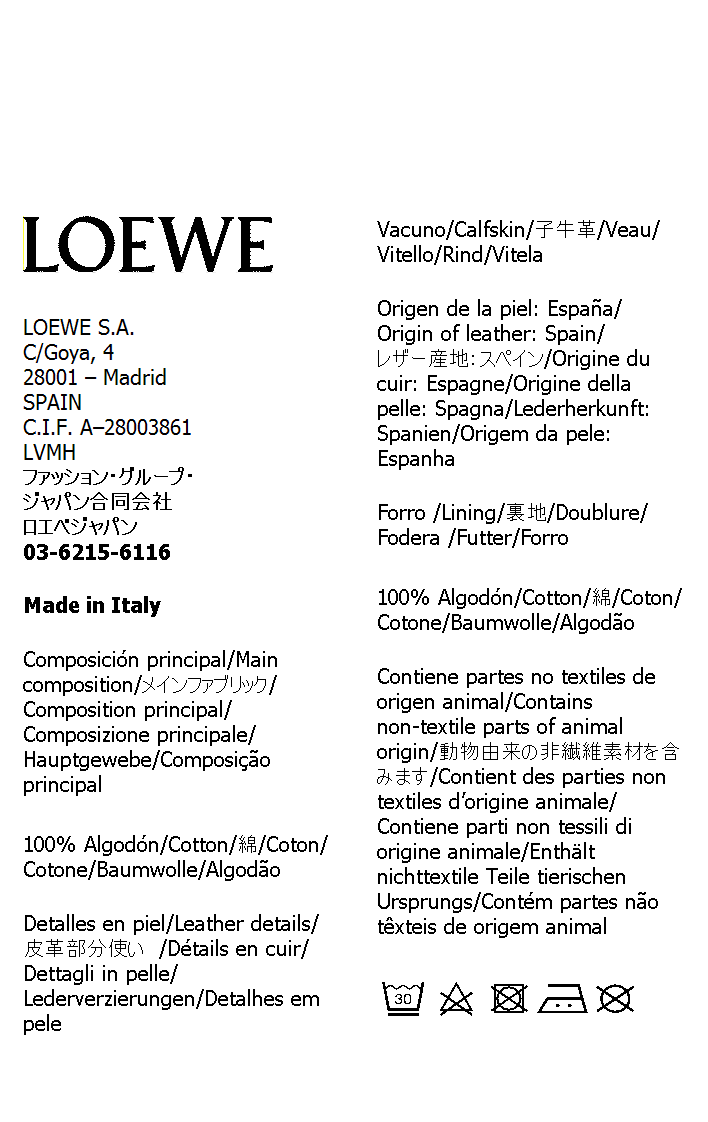 LOEWE
LOEWE S.A.
C/Goya, 4
28001 – Madrid
SPAIN
C.I.F. A–28003861
LVMH
ファッション・グループ・
ジャパン合同会社
ロエベジャパン
03-6215-6116
Made in Italy
Composición principal/Main
composition/メインファブリック/
Composition principal/
Composizione principale/
Hauptgewebe/Composição
principal
100% Algodón/Cotton/綿/Coton/
Cotone/Baumwolle/Algodão
Detalles en piel/Leather details/
皮革部分使い /Détails en cuir/
Dettagli in pelle/
Lederverzierungen/Detalhes em
pele
Vacuno/Calfskin/子牛革/Veau/
Vitello/Rind/Vitela
Origen de la piel: España/
Origin of leather: Spain/
レザー産地：スペイン/Origine du
cuir: Espagne/Origine della
pelle: Spagna/Lederherkunft:
Spanien/Origem da pele:
Espanha
Forro /Lining/裏地/Doublure/
Fodera /Futter/Forro
100% Algodón/Cotton/綿/Coton/
Cotone/Baumwolle/Algodão
Contiene partes no textiles de
origen animal/Contains
non-textile parts of animal
origin/動物由来の非繊維素材を含
みます/Contient des parties non
textiles d’origine animale/
Contiene parti non tessili di
origine animale/Enthält
nichttextile Teile tierischen
Ursprungs/Contém partes não
têxteis de origem animal
30